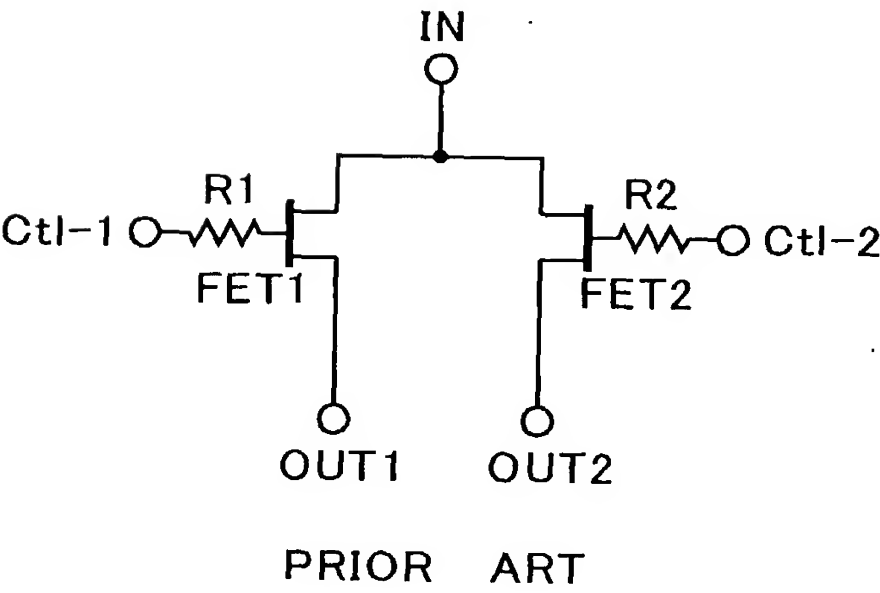 IN
R1
R2
Ctl-1
Ctl-2
FET1
FET2
OUT1
OUT2
PRIOR ART